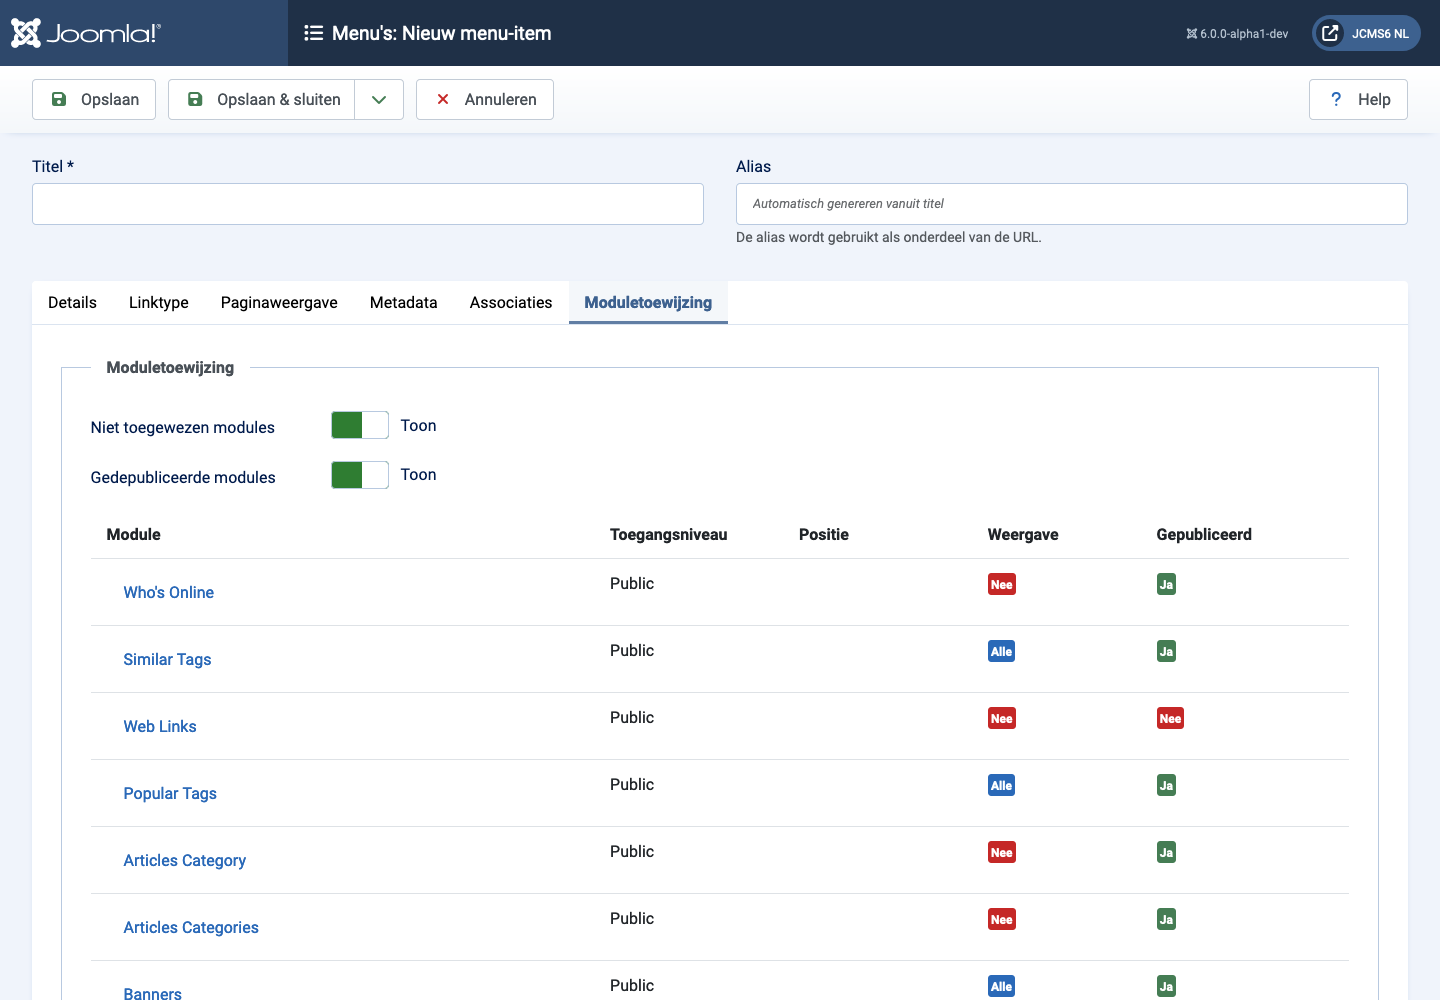 Joomla!®
Menu's: Nieuw menu-item
6.0.0-alpha1-dev
JCMS6 NL
Opslaan
Opslaan & sluiten
Annuleren
? Help
Titel *
Alias
Automatisch genereren vanuit titel
De alias wordt gebruikt als onderdeel van de URL.
Details Linktype Paginaweergave Metadata Associaties Moduletoewijzing
Moduletoewijzing
Niet toegewezen modules Toon
Gedepubliceerde modules Toon
Module Toegangsniveau Positie Weergave Gepubliceerd
Who's Online Public Nee Ja
Similar Tags Public Alle Ja
Web Links Public Nee Nee
Popular Tags Public Alle Ja
Articles Category Public Nee Ja
Articles Categories Public Nee Ja
Banners Public Alle Ja